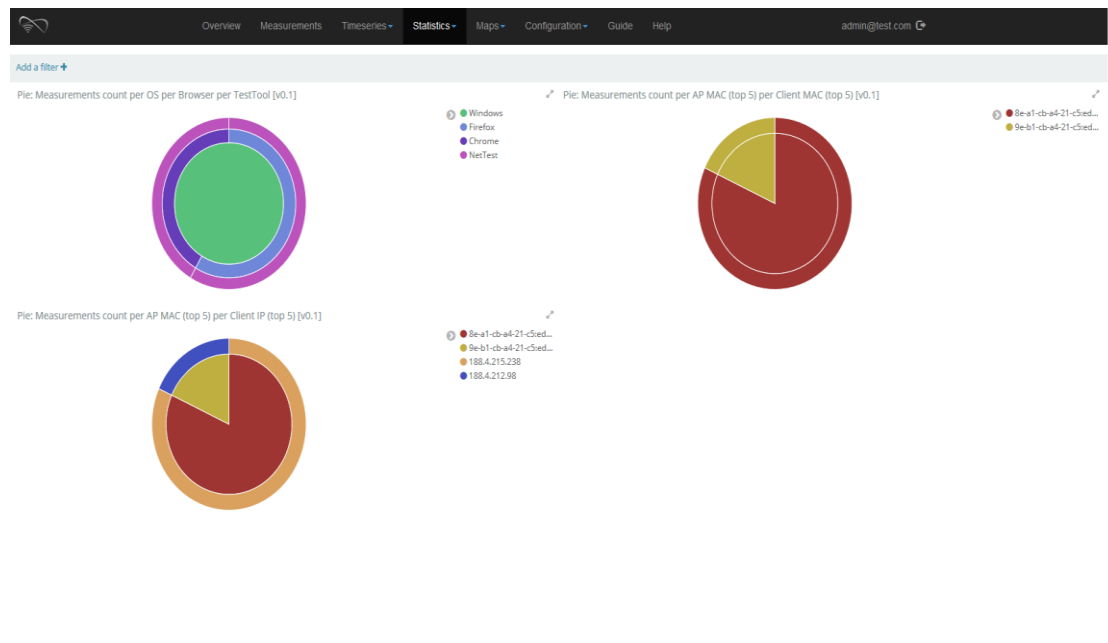 Overview Measurements Timeseries Statistics Maps Configuration Guide Help admin@test.com
Add a filter +
Pie: Measurements count per OS per Browser per TestTool [v0.1]
Windows
Firefox
Chrome
NetTest
Pie: Measurements count per AP MAC (top 5) per Client MAC (top 5) [v0.1]
8e-a1-cb-a4-21-c5:ed...
9e-b1-cb-a4-21-c5:ed...
Pie: Measurements count per AP MAC (top 5) per Client IP (top 5) [v0.1]
8e-a1-cb-a4-21-c5:ed...
9e-b1-cb-a4-21-c5:ed...
188.4.215.238
188.4.212.98